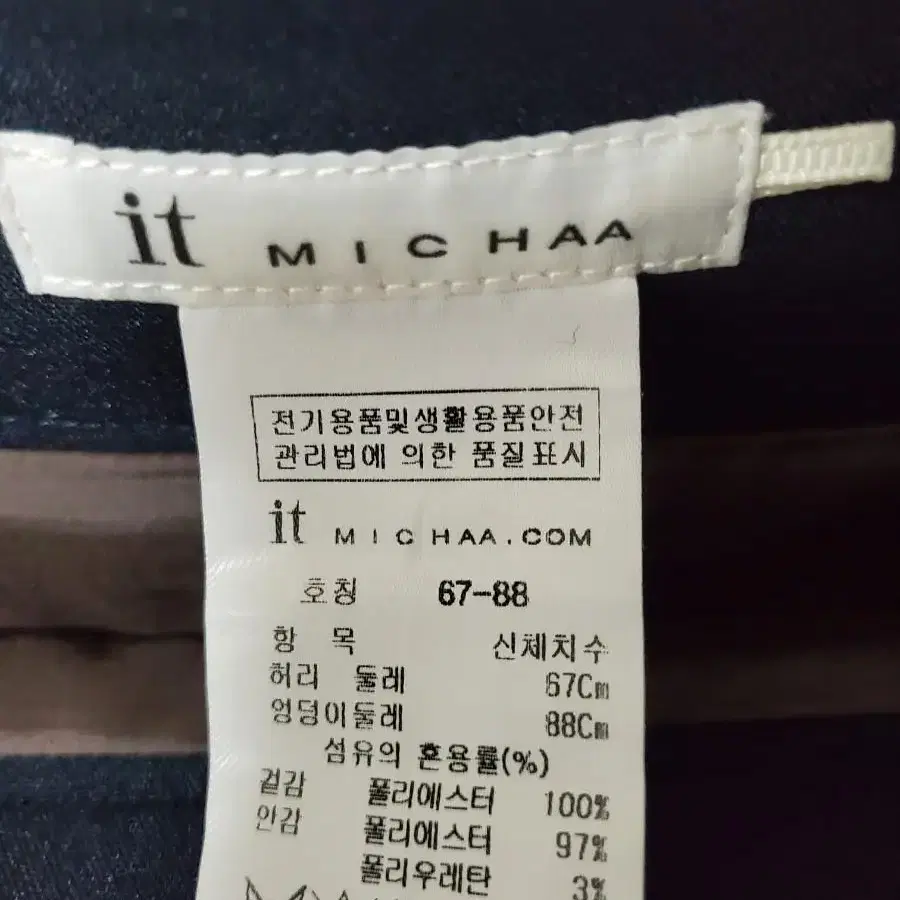 it MICHAA
전기용품및생활용품안전
관리법에 의한 품질표시
it MICHAA.COM
호칭 67-88
항 목 신체치수
허리 둘레 67Cm
엉덩이둘레 88Cm
섬유의 혼용률(%)
겉감 폴리에스터 100%
안감 폴리에스터 97%
폴리우레탄 3%